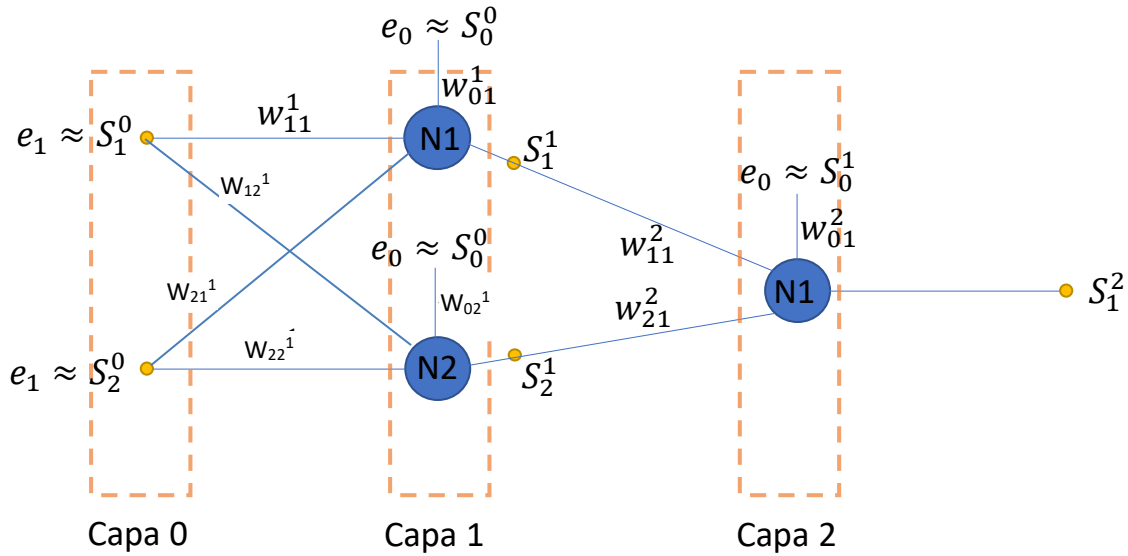 e₀ ≈ S₀⁰
w₀₁¹
e₁ ≈ S₁⁰
w₁₁¹
N1
S₁¹
W₁₂¹
e₀ ≈ S₀¹
w₀₁²
e₀ ≈ S₀⁰
w₁₁²
W₂₁¹
W₀₂¹
N1
S₁²
w₂₁²
W₂₂¹
e₁ ≈ S₂⁰
N2
S₂¹
Capa 0
Capa 1
Capa 2